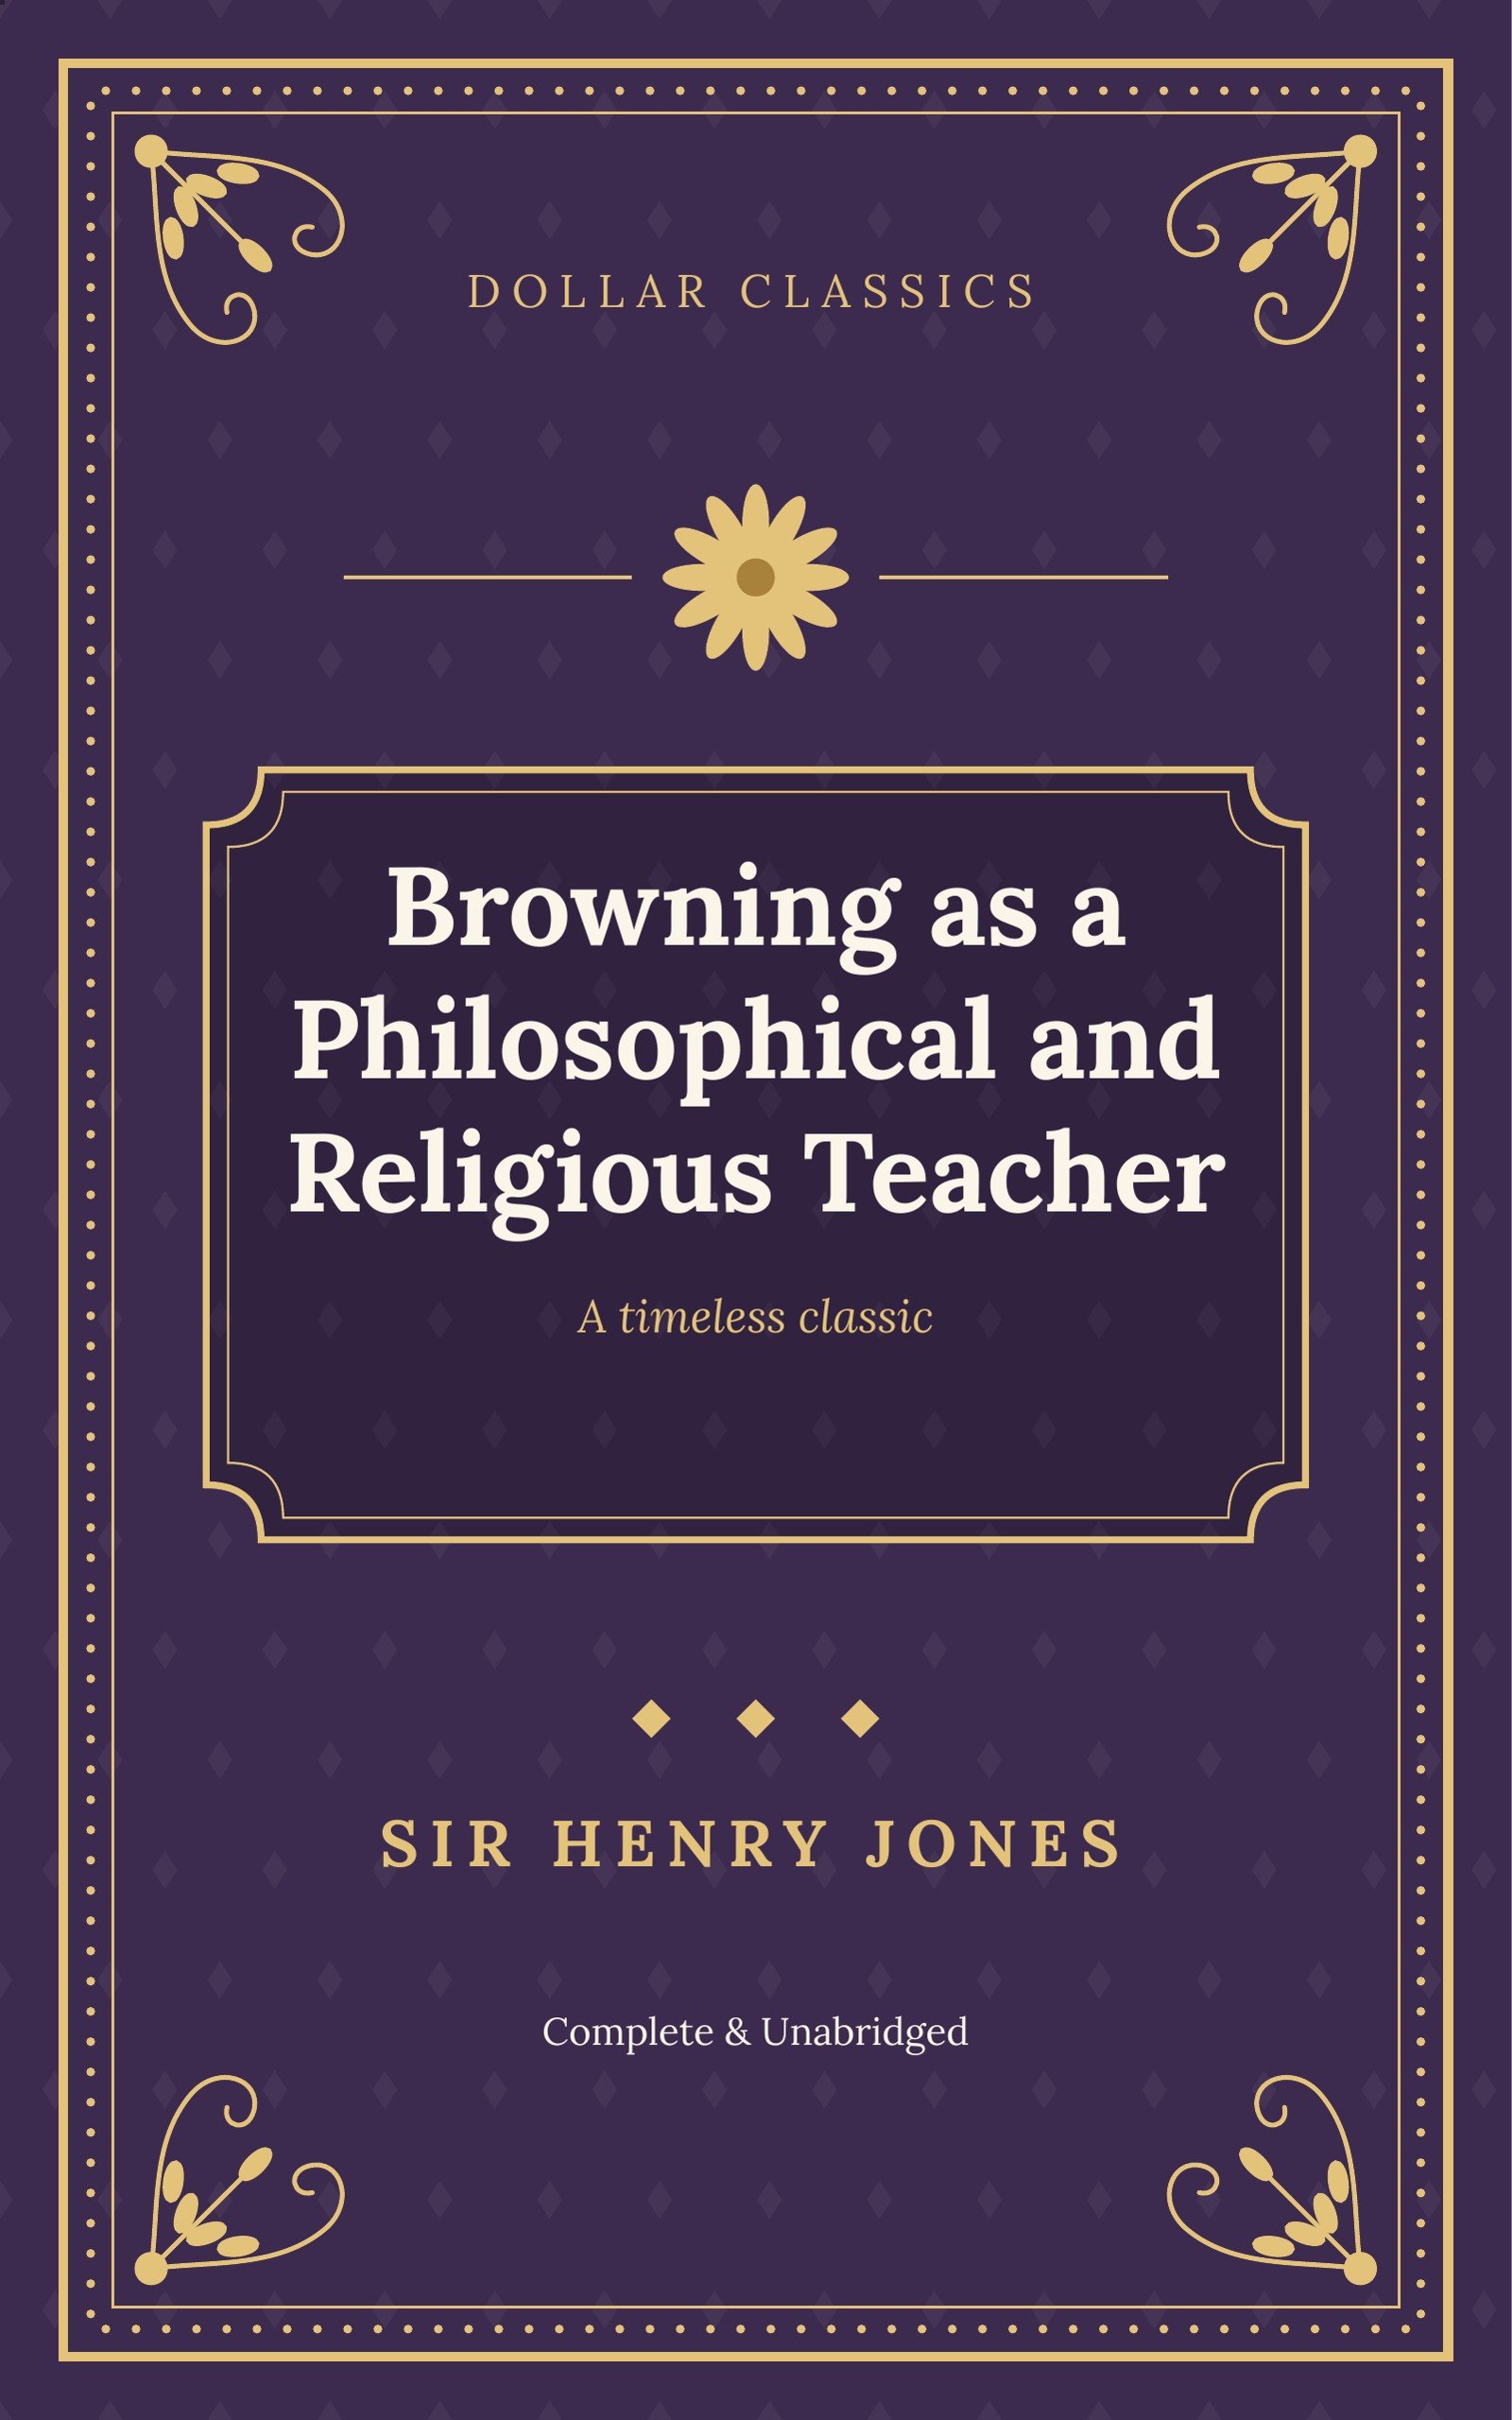 DOLLAR CLASSICS
Browning as a
Philosophical and
Religious Teacher
A timeless classic
SIR HENRY JONES
Complete & Unabridged